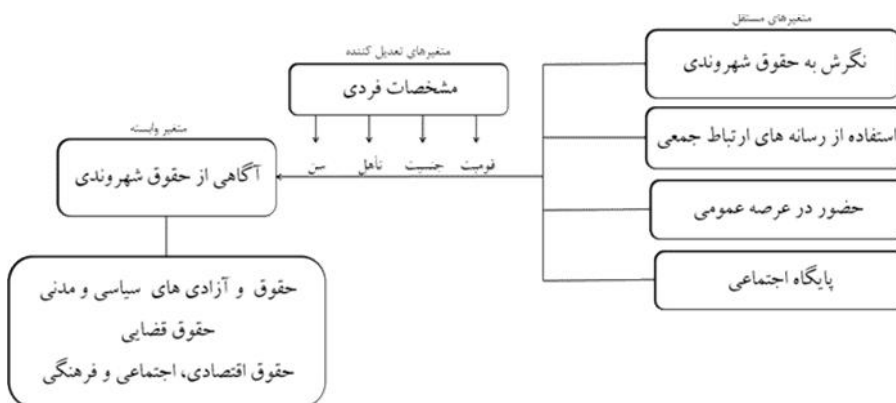 متغیرهای مستقل
نگرش به حقوق شهروندی
استفاده از رسانه های ارتباط جمعی
حضور در عرصه عمومی
پایگاه اجتماعی
متغیرهای تعدیل کننده
مشخصات فردی
قومیت جنسیت تأهل سن
متغیر وابسته
آگاهی از حقوق شهروندی
حقوق و آزادی های سیاسی و مدنی
حقوق قضایی
حقوق اقتصادی، اجتماعی و فرهنگی